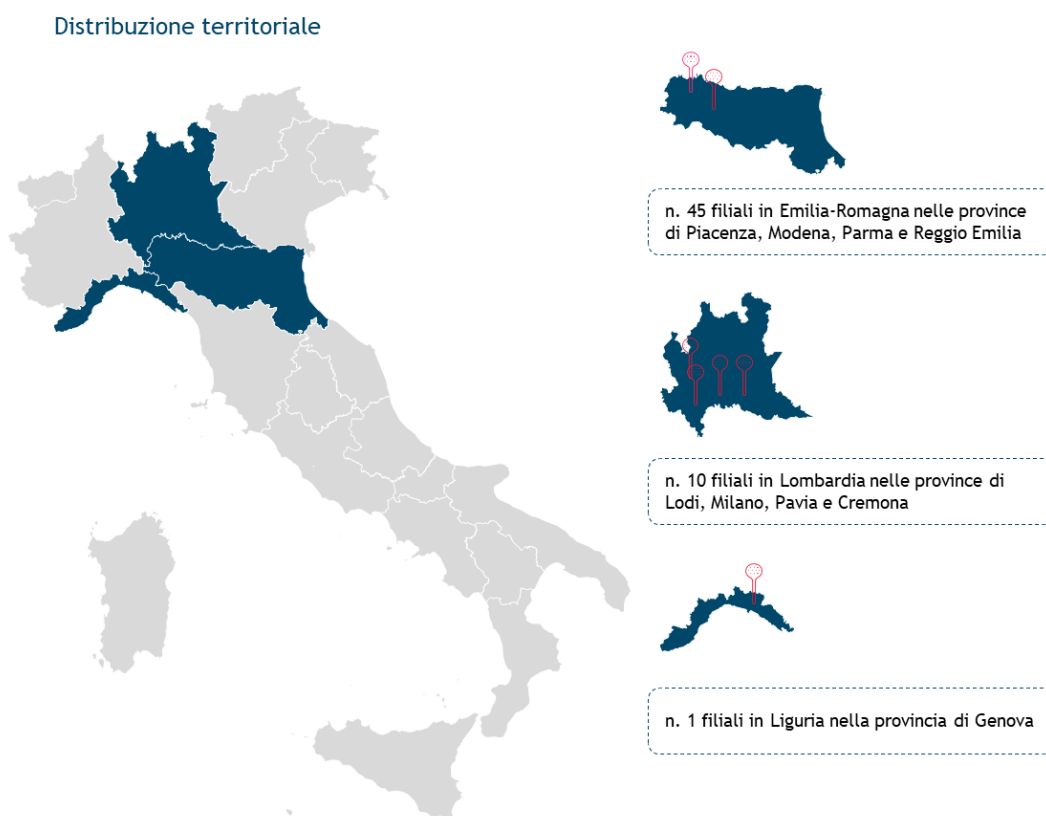 Distribuzione territoriale
n. 45 filiali in Emilia-Romagna nelle province
di Piacenza, Modena, Parma e Reggio Emilia
n. 10 filiali in Lombardia nelle province di
Lodi, Milano, Pavia e Cremona
n. 1 filiali in Liguria nella provincia di Genova